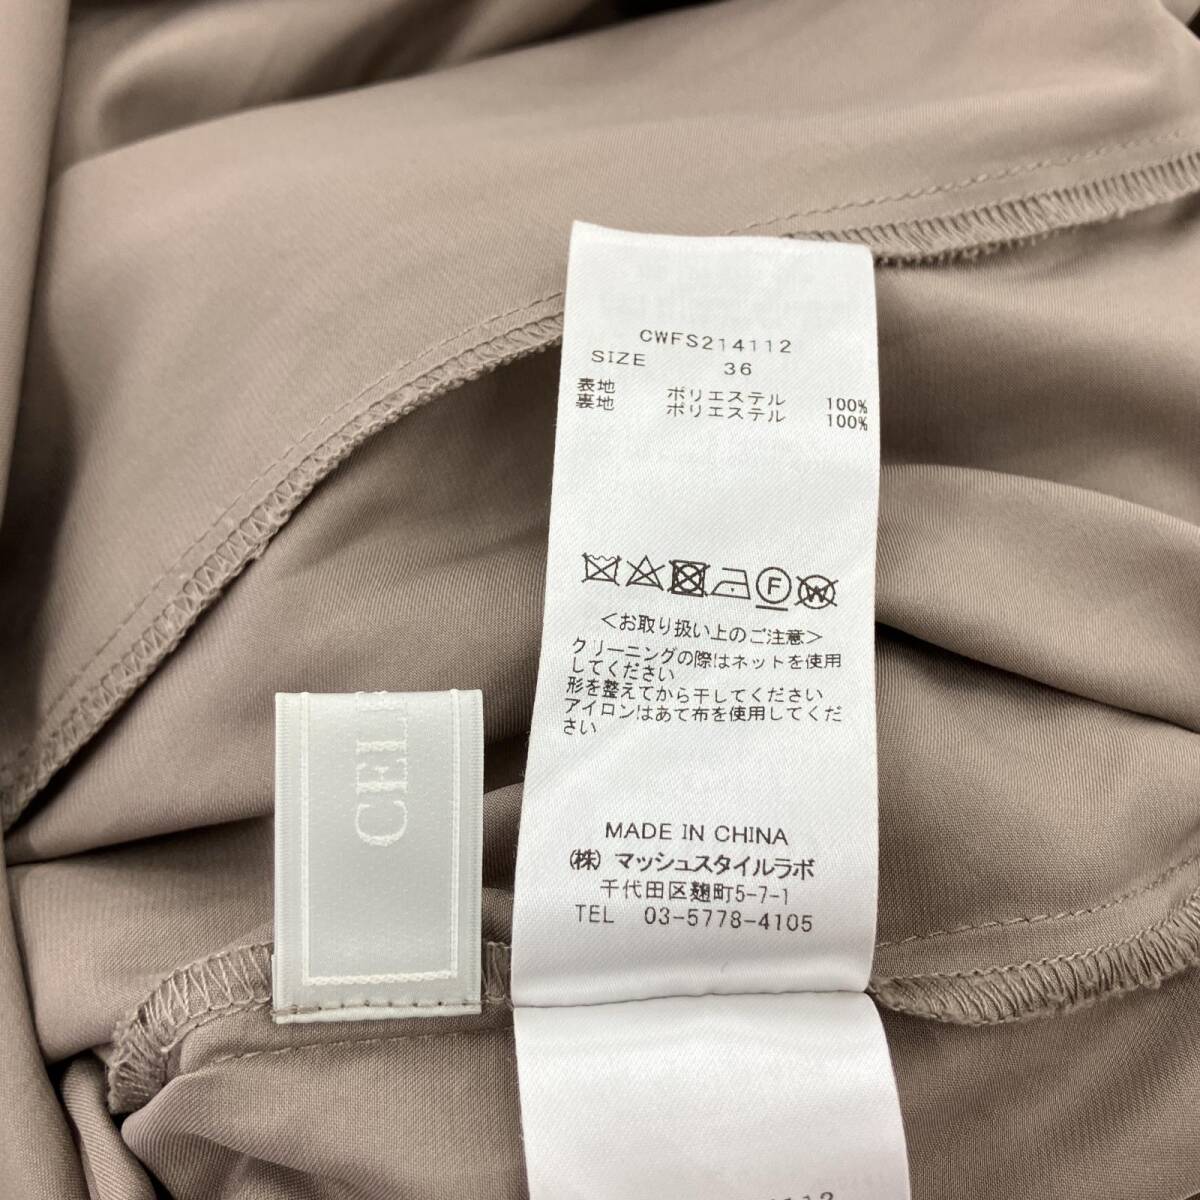 CWFS214112
SIZE 36
表地 ポリエステル 100%
裏地 ポリエステル 100%
F W
<お取り扱い上のご注意>
クリーニングの際はネットを使用
してください
形を整えてから干してください
アイロンはあて布を使用してくだ
さい
MADE IN CHINA
(株) マッシュスタイルラボ
千代田区麹町5-7-1
TEL 03-5778-4105
CEL